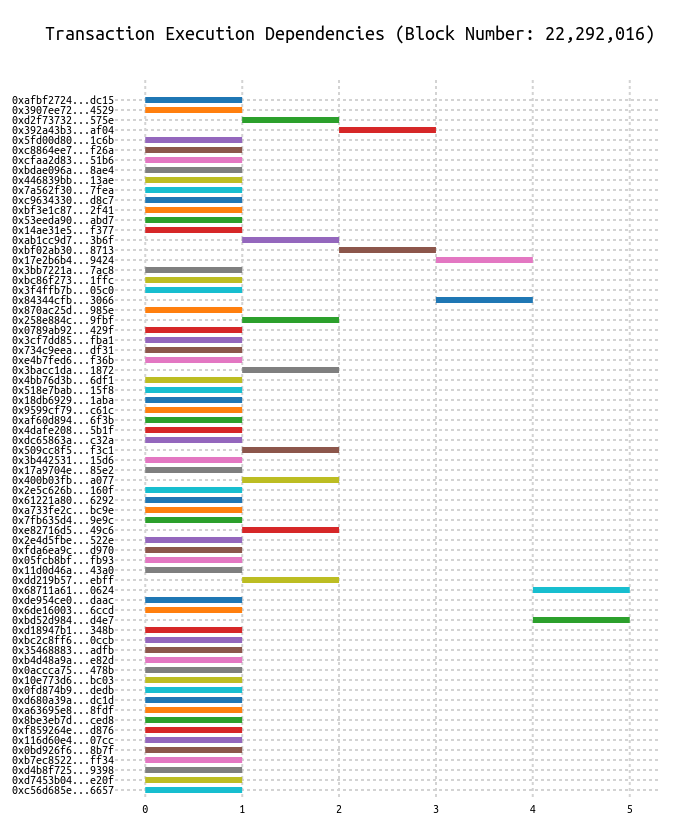 Transaction Execution Dependencies (Block Number: 22,292,016)
0xafbf2724...dc15
0x3907ee72...4529
0xd2f73732...575e
0x392a43b3...af04
0x5fd00d80...1c6b
0xc8864ee7...f26a
0xcfaa2d83...51b6
0xbdae096a...8ae4
0x446839bb...13ae
0x7a562f30...7fea
0xc9634330...d8c7
0xbf3e1c87...2f41
0x53eeda90...abd7
0x14ae31e5...f377
0xab1cc9d7...3b6f
0xbf02ab30...8713
0x17e2b6b4...9424
0x3bb7221a...7ac8
0xbc86f273...1ffc
0x3f4ffb7b...05c0
0x84344cfb...3066
0x870ac25d...985e
0x258e884c...9fbf
0x0789ab92...429f
0x3cf7dd85...fba1
0x734c9eea...df31
0xe4b7fed6...f36b
0x3bacc1da...1872
0x4bb76d3b...6df1
0x518e7bab...15f8
0x18db6929...1aba
0x9599cf79...c61c
0xaf60d894...6f3b
0x4dafe208...5b1f
0xdc65863a...c32a
0x509cc8f5...f3c1
0x3b442531...15d6
0x17a9704e...85e2
0x400b03fb...a077
0x2e5c626b...160f
0x61221a80...6292
0xa733fe2c...bc9e
0x7fb635d4...9e9c
0xe82716d5...49c6
0x2e4d5fbe...522e
0xfda6ea9c...d970
0x05fcb8bf...fb93
0x11d0d46a...43a0
0xdd219b57...ebff
0x68711a61...0624
0xde954ce0...daac
0x6de16003...6ccd
0xbd52d984...d4e7
0xd18947b1...348b
0xbc2c8ff6...0ccb
0x35468883...adfb
0xb4d48a9a...e82d
0x0accca75...478b
0x10e773d6...bc03
0x0fd874b9...dedb
0xd680a39a...dc1d
0xa63695e8...8fdf
0x8be3eb7d...ced8
0xf859264e...d876
0x116d60e4...07cc
0x0bd926f6...8b7f
0xb7ec8522...ff34
0xd4b8f725...9398
0xd7453b04...e20f
0xc56d685e...6657
0 1 2 3 4 5